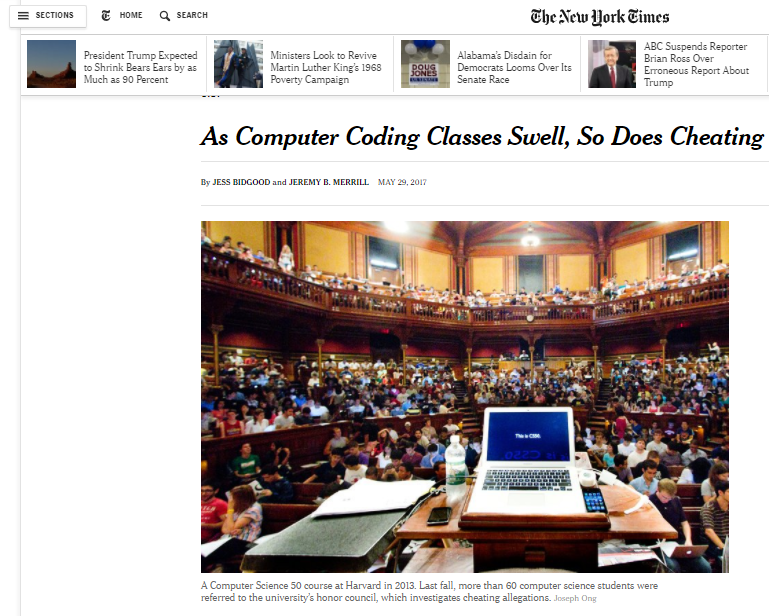 SECTIONS HOME SEARCH The New York Times
President Trump Expected
to Shrink Bears Ears by as
Much as 90 Percent
Ministers Look to Revive
Martin Luther King's 1968
Poverty Campaign
DOUG
JONES
Alabama's Disdain for
Democrats Looms Over Its
Senate Race
ABC Suspends Reporter
Brian Ross Over
Erroneous Report About
Trump
As Computer Coding Classes Swell, So Does Cheating
By JESS BIDGOOD and JEREMY B. MERRILL MAY 29, 2017
This is CS50.
A Computer Science 50 course at Harvard in 2013. Last fall, more than 60 computer science students were
referred to the university's honor council, which investigates cheating allegations. Joseph Ong